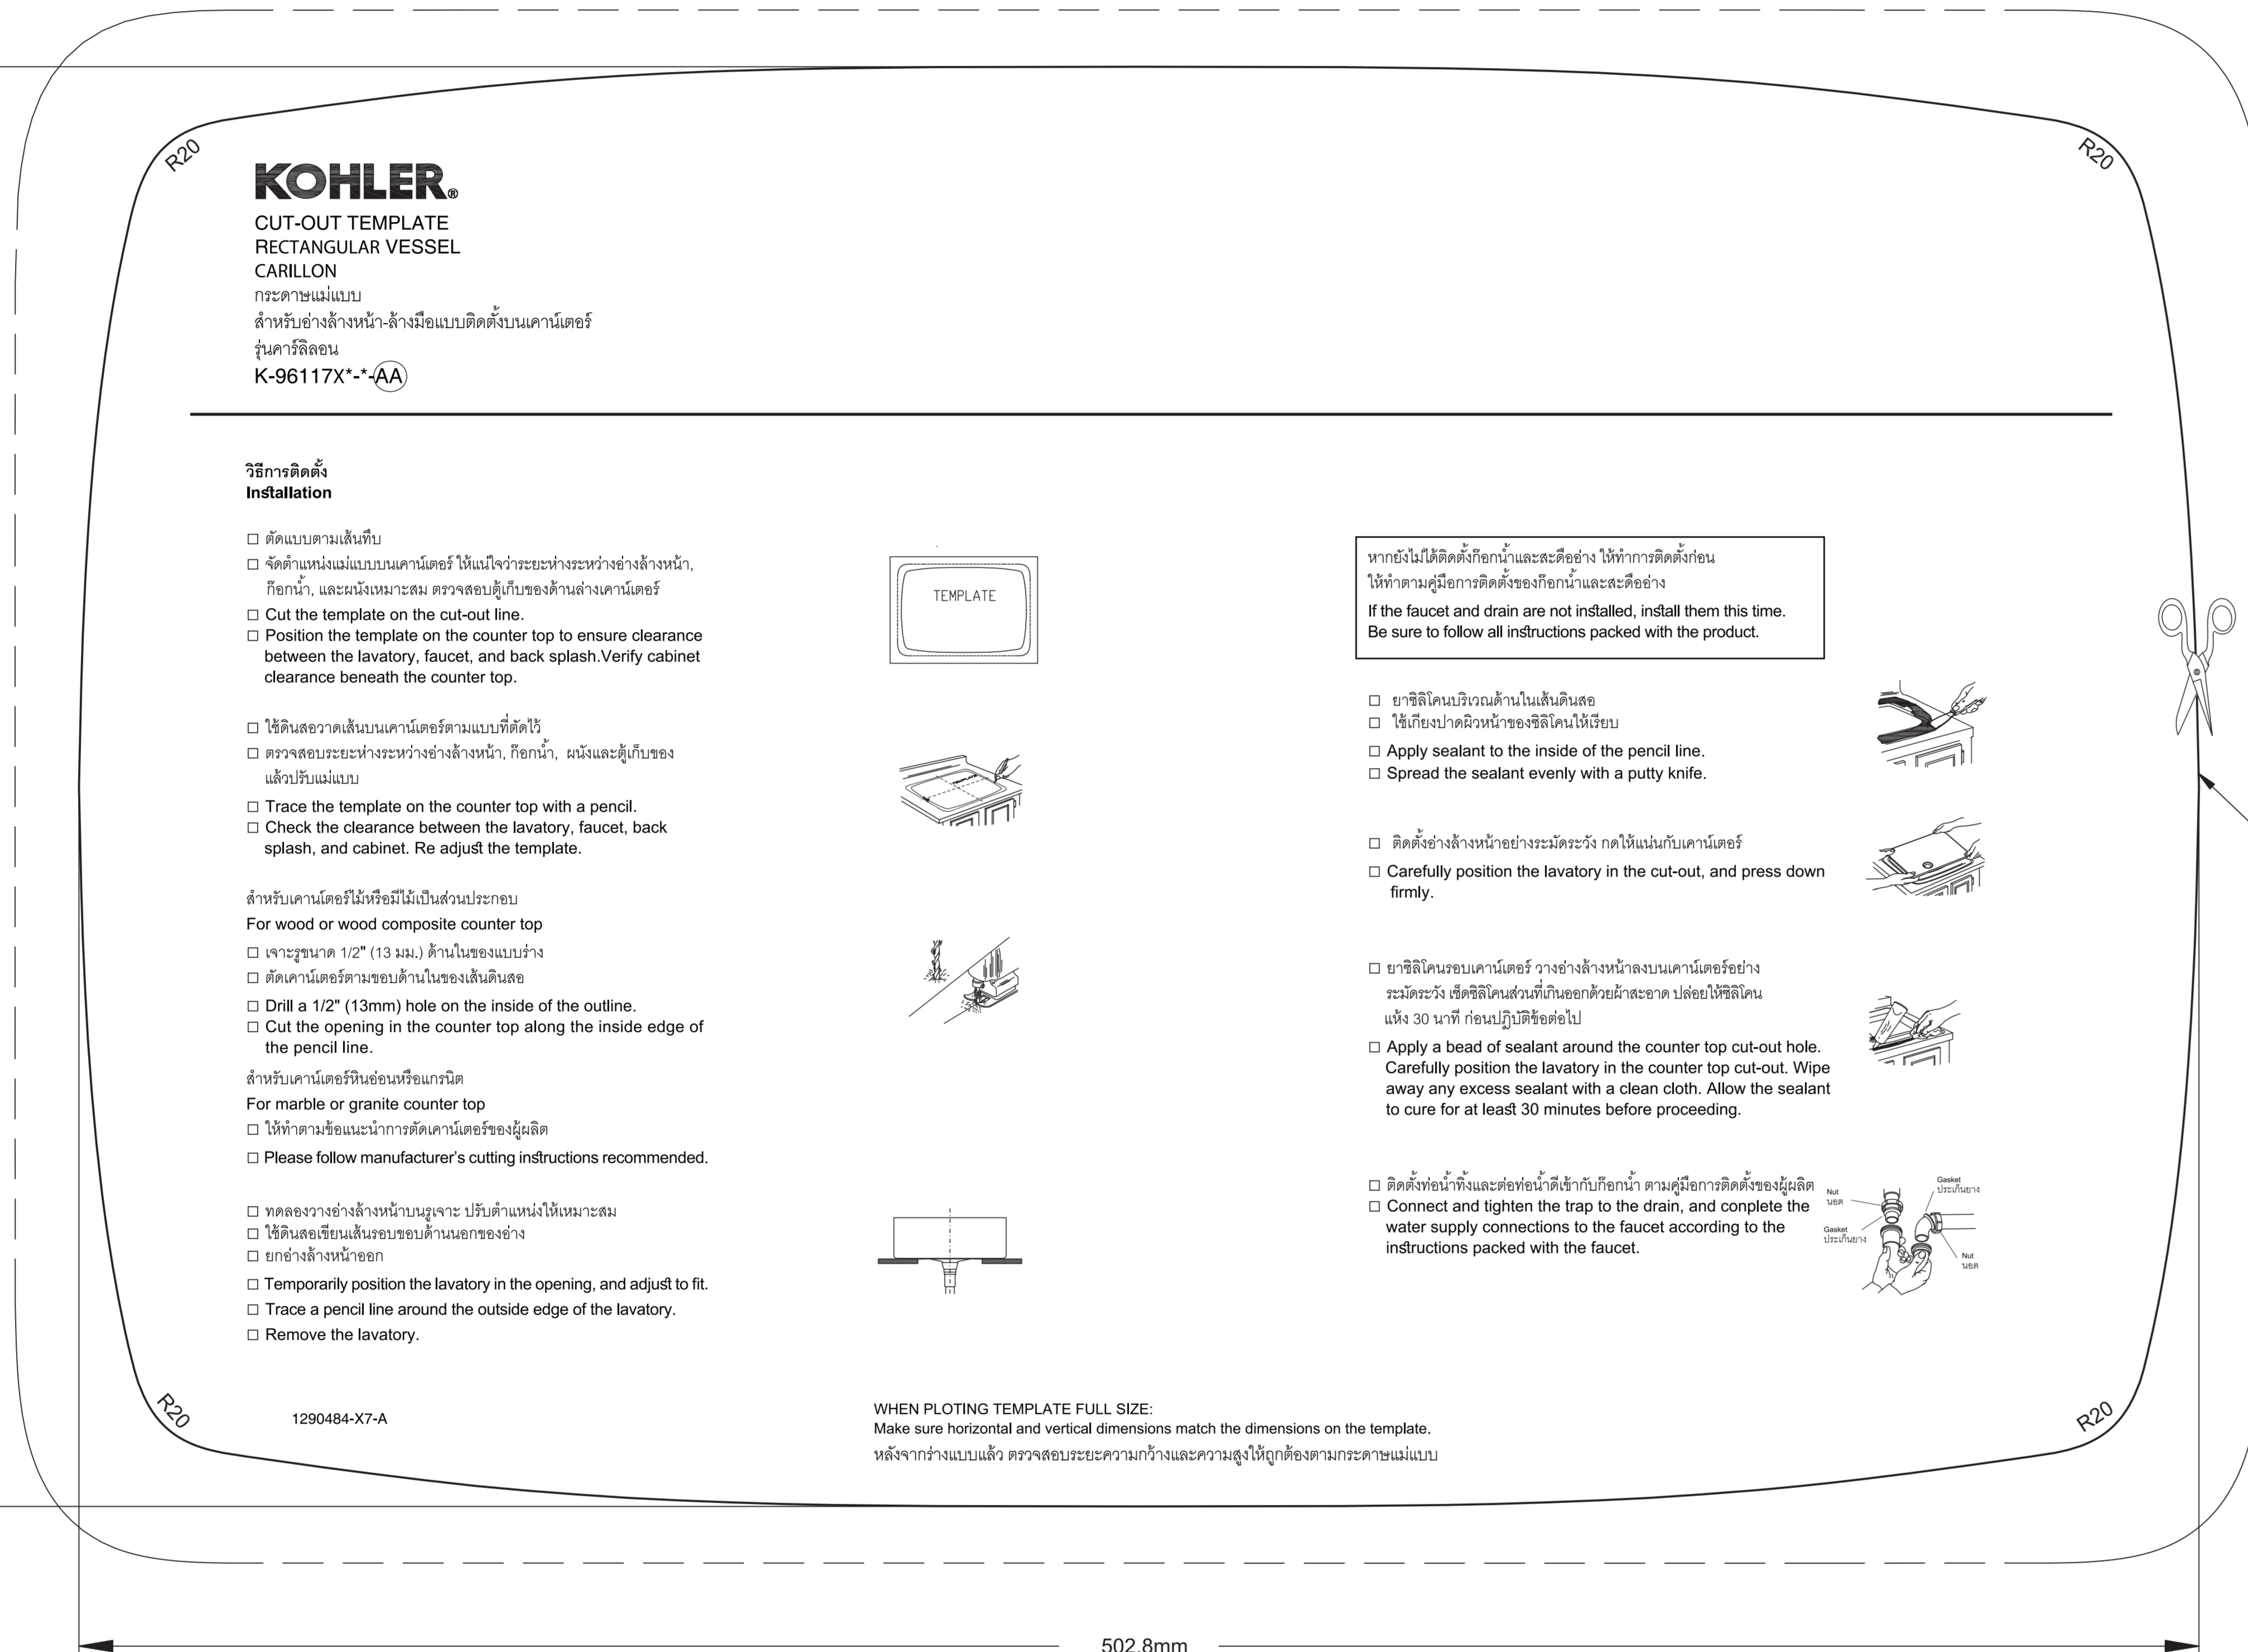 R20
R20
KOHLER®
CUT-OUT TEMPLATE
RECTANGULAR VESSEL
CARILLON
กระดาษแม่แบบ
สำหรับอ่างล้างหน้า-ล้างมือแบบติดตั้งบนเคาน์เตอร์
รุ่นคาร์ลิลอน
K-96117X*-*-AA
วิธีการติดตั้ง
Installation
□ ตัดแบบตามเส้นทึบ
□ จัดตำแหน่งแม่แบบบนเคาน์เตอร์ ให้แน่ใจว่าระยะห่างระหว่างอ่างล้างหน้า,
ก๊อกน้ำ, และผนังเหมาะสม ตรวจสอบตู้เก็บของด้านล่างเคาน์เตอร์
□ Cut the template on the cut-out line.
□ Position the template on the counter top to ensure clearance
between the lavatory, faucet, and back splash.Verify cabinet
clearance beneath the counter top.
TEMPLATE
□ ใช้ดินสอวาดเส้นบนเคาน์เตอร์ตามแบบที่ตัดไว้
□ ตรวจสอบระยะห่างระหว่างอ่างล้างหน้า, ก๊อกน้ำ, ผนังและตู้เก็บของ
แล้วปรับแม่แบบ
□ Trace the template on the counter top with a pencil.
□ Check the clearance between the lavatory, faucet, back
splash, and cabinet. Re adjust the template.
TEMPLATE
สำหรับเคาน์เตอร์ไม้หรือมีไม้เป็นส่วนประกอบ
For wood or wood composite counter top
□ เจาะรูขนาด 1/2" (13 มม.) ด้านในของแบบร่าง
□ ตัดเคาน์เตอร์ตามขอบด้านในของเส้นดินสอ
□ Drill a 1/2" (13mm) hole on the inside of the outline.
□ Cut the opening in the counter top along the inside edge of
the pencil line.
สำหรับเคาน์เตอร์หินอ่อนหรือแกรนิต
For marble or granite counter top
□ ให้ทำตามข้อแนะนำการตัดเคาน์เตอร์ของผู้ผลิต
□ Please follow manufacturer's cutting instructions recommended.
□ ทดลองวางอ่างล้างหน้าบนรูเจาะ ปรับตำแหน่งให้เหมาะสม
□ ใช้ดินสอเขียนเส้นรอบขอบด้านนอกของอ่าง
□ ยกอ่างล้างหน้าออก
□ Temporarily position the lavatory in the opening, and adjust to fit.
□ Trace a pencil line around the outside edge of the lavatory.
□ Remove the lavatory.
หากยังไม่ได้ติดตั้งก๊อกน้ำและสะดืออ่าง ให้ทำการติดตั้งก่อน
ให้ทำตามคู่มือการติดตั้งของก๊อกน้ำและสะดืออ่าง
If the faucet and drain are not installed, install them this time.
Be sure to follow all instructions packed with the product.
□ ยาซิลิโคนบริเวณด้านในเส้นดินสอ
□ ใช้เกียงปาดผิวหน้าของซิลิโคนให้เรียบ
□ Apply sealant to the inside of the pencil line.
□ Spread the sealant evenly with a putty knife.
□ ติดตั้งอ่างล้างหน้าอย่างระมัดระวัง กดให้แน่นกับเคาน์เตอร์
□ Carefully position the lavatory in the cut-out, and press down
firmly.
□ ยาซิลิโคนรอบเคาน์เตอร์ วางอ่างล้างหน้าลงบนเคาน์เตอร์อย่าง
ระมัดระวัง เช็ดซิลิโคนส่วนที่เกินออกด้วยผ้าสะอาด ปล่อยให้ซิลิโคน
แห้ง 30 นาที ก่อนปฎิบัติข้อต่อไป
□ Apply a bead of sealant around the counter top cut-out hole.
Carefully position the lavatory in the counter top cut-out. Wipe
away any excess sealant with a clean cloth. Allow the sealant
to cure for at least 30 minutes before proceeding.
□ ติดตั้งท่อน้ำทิ้งและต่อท่อน้ำดีเข้ากับก๊อกน้ำ ตามคู่มือการติดตั้งของผู้ผลิต
□ Connect and tighten the trap to the drain, and conplete the
water supply connections to the faucet according to the
instructions packed with the faucet.
Nut
นอต
Gasket
ประเก็นยาง
Gasket
ประเก็นยาง
Nut
นอต
R20
1290484-X7-A
WHEN PLOTING TEMPLATE FULL SIZE:
Make sure horizontal and vertical dimensions match the dimensions on the template.
หลังจากร่างแบบแล้ว ตรวจสอบระยะความกว้างและความสูงให้ถูกต้องตามกระดาษแม่แบบ
R20
502.8mm